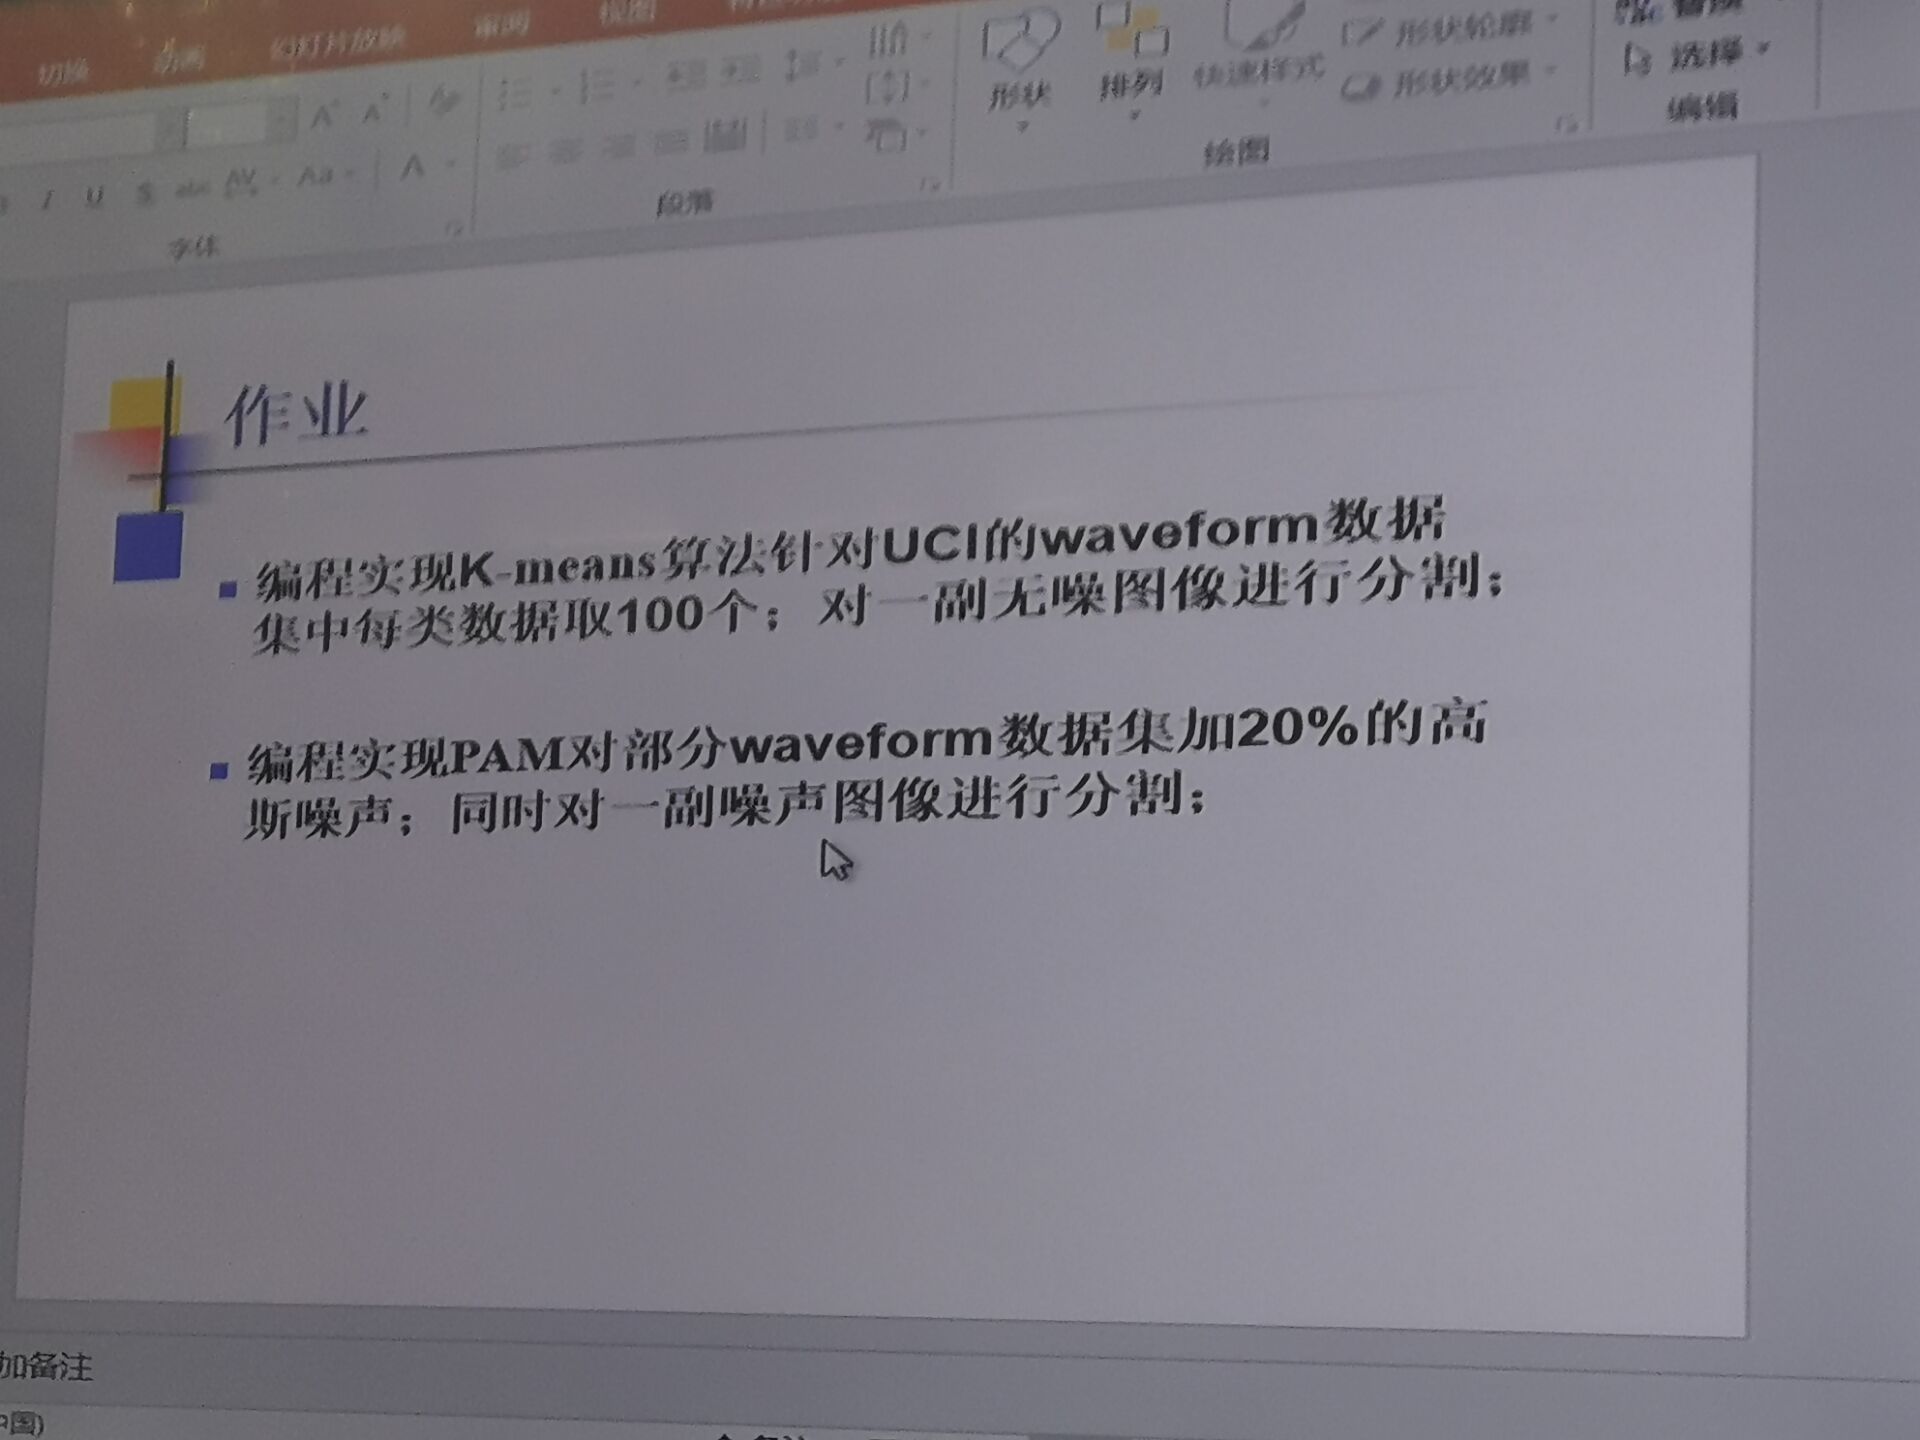 切换 动画 幻灯片放映 审阅 视图
形状 排列 快速样式 形状轮廓
形状效果
替换
选择
编辑
绘图
段落
字体
I U S abc AV Aa A
作业
编程实现K-means算法针对UCI的waveform数据
集中每类数据取100个；对一副无噪图像进行分割；
编程实现PAM对部分waveform数据集加20%的高
斯噪声；同时对一副噪声图像进行分割；
加备注
中国)